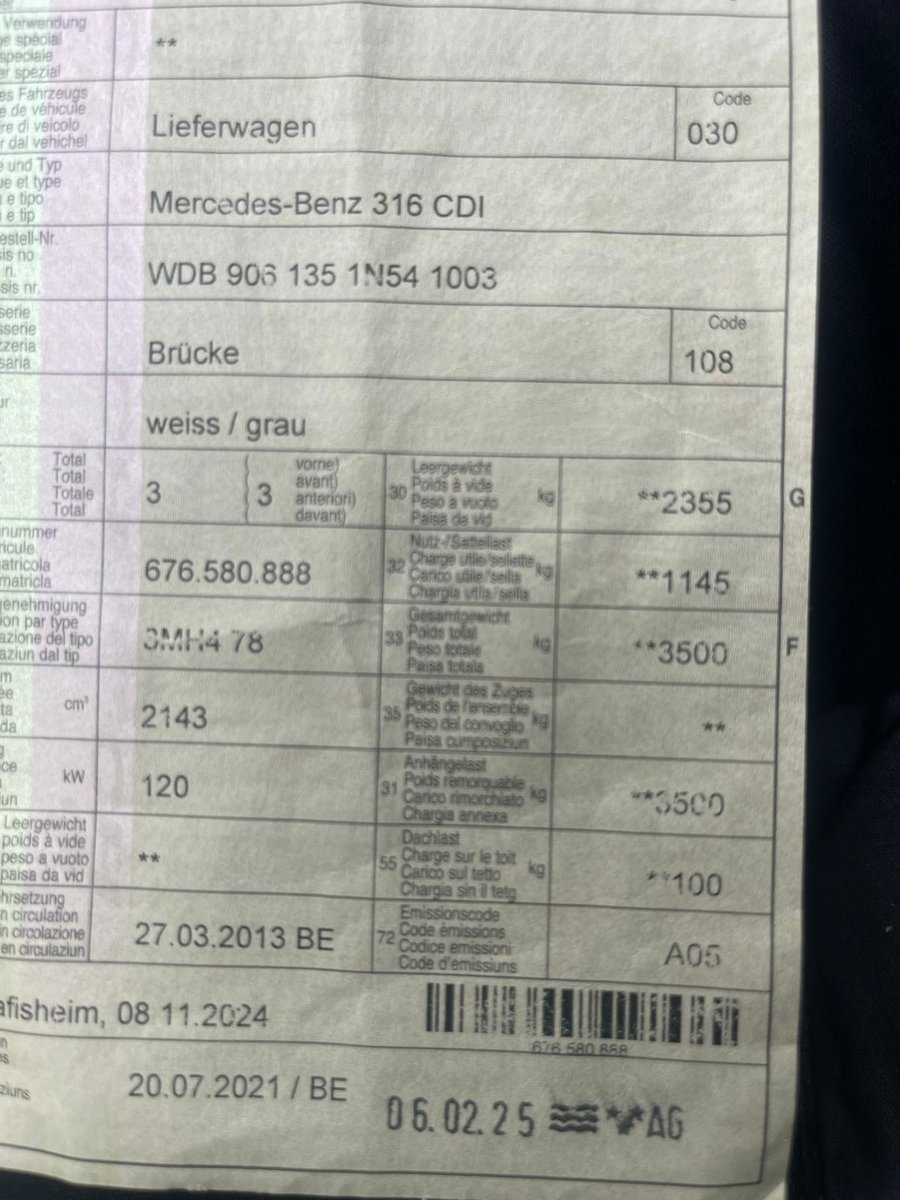 Verwendung
spécial
speciale
spezial
**
es Fahrzeugs
de véhicule
di veicolo
dal vehichel
Lieferwagen
Code
030
und Typ
et type
e tipo
e tip
Mercedes-Benz 316 CDI
estell-Nr.
sis no
n.
sis nr.
WDB 906 135 1N54 1003
serie
sserie
zzeria
saria
Brücke
Code
108
ur
weiss / grau
Total
Total
Totale
Total
3
3
vorne)
avant)
anteriori)
davant)
30
Leergewicht
Poids à vide
Peso a vuoto
Paisa da vid
kg
**2355
G
nummer
ricule
atricola
matricla
676.580.888
32
Nutz-/Sattellast
Charge utile/sellette
Carico utile/sella
Chargia utila/sella
kg
**1145
enehmigung
ion par type
azione del tipo
aziun dal tip
3MH4 78
33
Gesamtgewicht
Poids total
Peso totale
Paisa totala
kg
**3500
F
cm³
2143
35
Gewicht des Zuges
Poids de l'ensemble
Peso del convoglio
Paisa cumposiziun
kg
**
kW
120
31
Anhängelast
Poids remorquable
Carico rimorchiato
Chargia annexa
kg
**3500
Leergewicht
poids à vide
peso a vuoto
paisa da vid
**
55
Dachlast
Charge sur le toit
Carico sul tetto
Chargia sin il tetg
kg
**100
hrsetzung
n circulation
in circolazione
en circulaziun
27.03.2013 BE
72
Emissionscode
Code émissions
Codice emissioni
Code d'emissiuns
A05
afisheim, 08 11.2024
676 580 888
ziuns
20.07.2021 / BE
06.02.25 AG